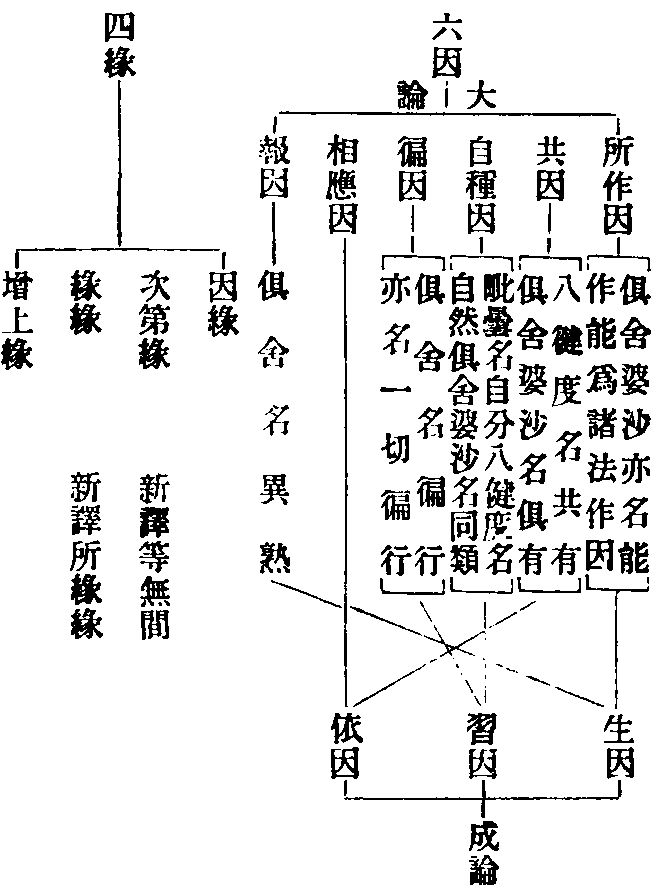 六因
大論
所作因
俱舍婆沙亦名能
作能爲諸法作因
共因
八犍度名共有
俱舍婆沙名俱有
自種因
毗曇名自分八犍度名
自然俱舍婆沙名同類
徧因
俱舍名徧行
亦名一切徧行
相應因
報因
俱舍名異熟
生因
習因
依因
成論
四緣
因緣
次第緣
新譯等無間
緣緣
新譯所緣緣
增上緣